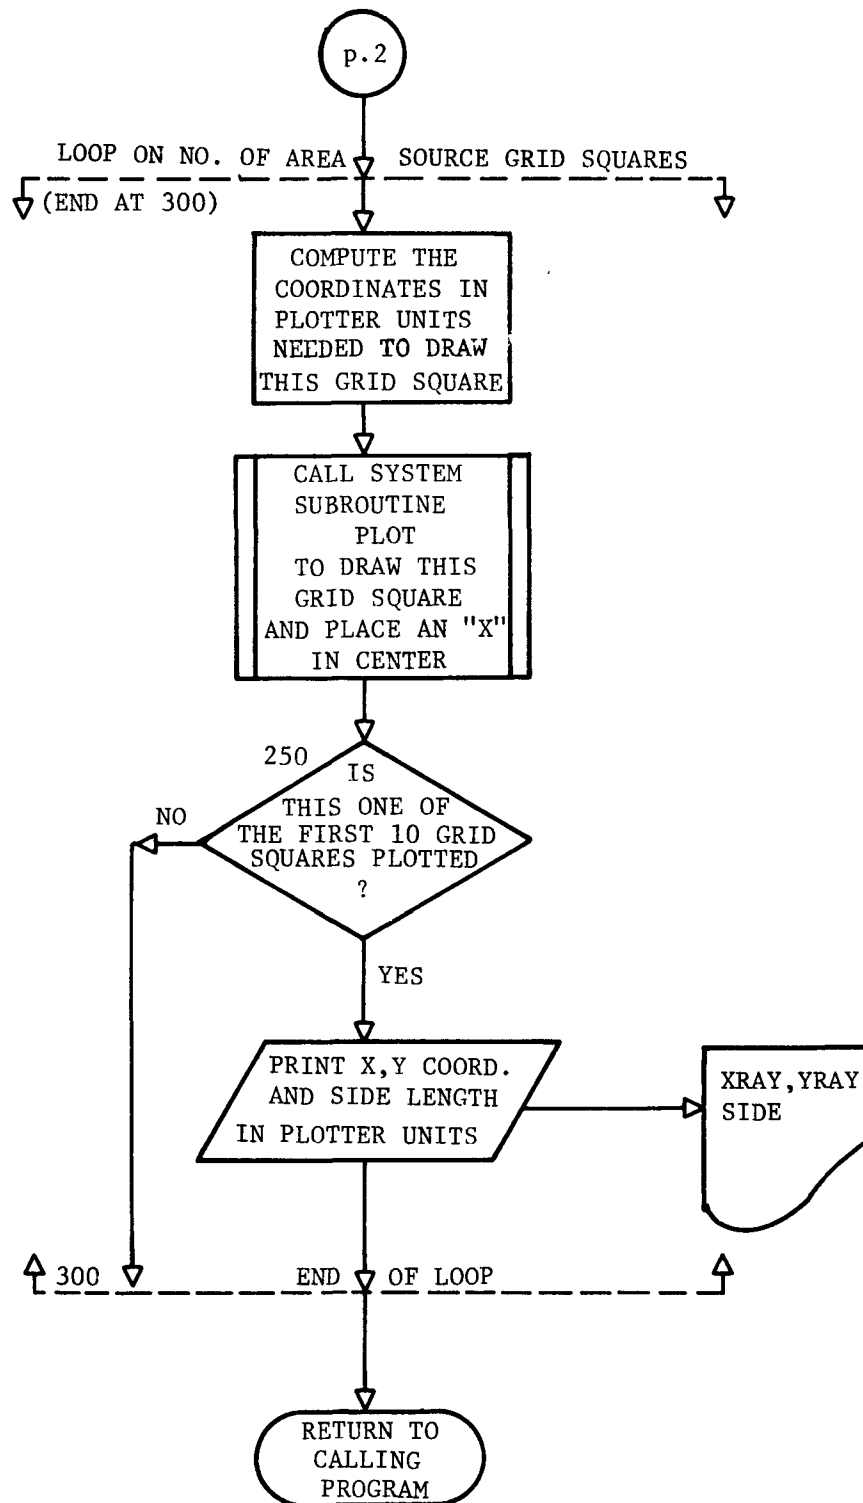 p.2
LOOP ON NO. OF AREA SOURCE GRID SQUARES
(END AT 300)
COMPUTE THE
COORDINATES IN
PLOTTER UNITS
NEEDED TO DRAW
THIS GRID SQUARE
CALL SYSTEM
SUBROUTINE
PLOT
TO DRAW THIS
GRID SQUARE
AND PLACE AN "X"
IN CENTER
250
IS
THIS ONE OF
THE FIRST 10 GRID
SQUARES PLOTTED
?
NO
YES
PRINT X,Y COORD.
AND SIDE LENGTH
IN PLOTTER UNITS
XRAY,YRAY
SIDE
300 END OF LOOP
RETURN TO
CALLING
PROGRAM